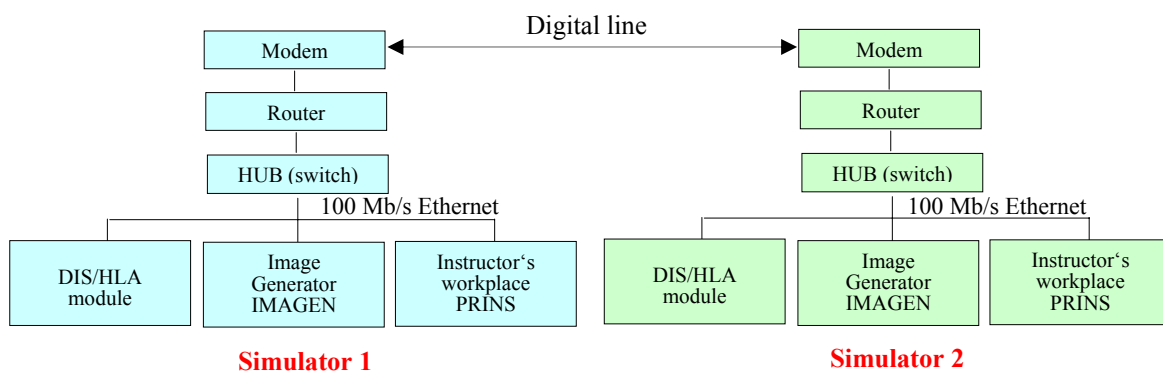 Digital line
Modem
Router
HUB (switch)
100 Mb/s Ethernet
DIS/HLA
module
Image
Generator
IMAGEN
Instructor‘s
workplace
PRINS
Simulator 1
Modem
Router
HUB (switch)
100 Mb/s Ethernet
DIS/HLA
module
Image
Generator
IMAGEN
Instructor‘s
workplace
PRINS
Simulator 2